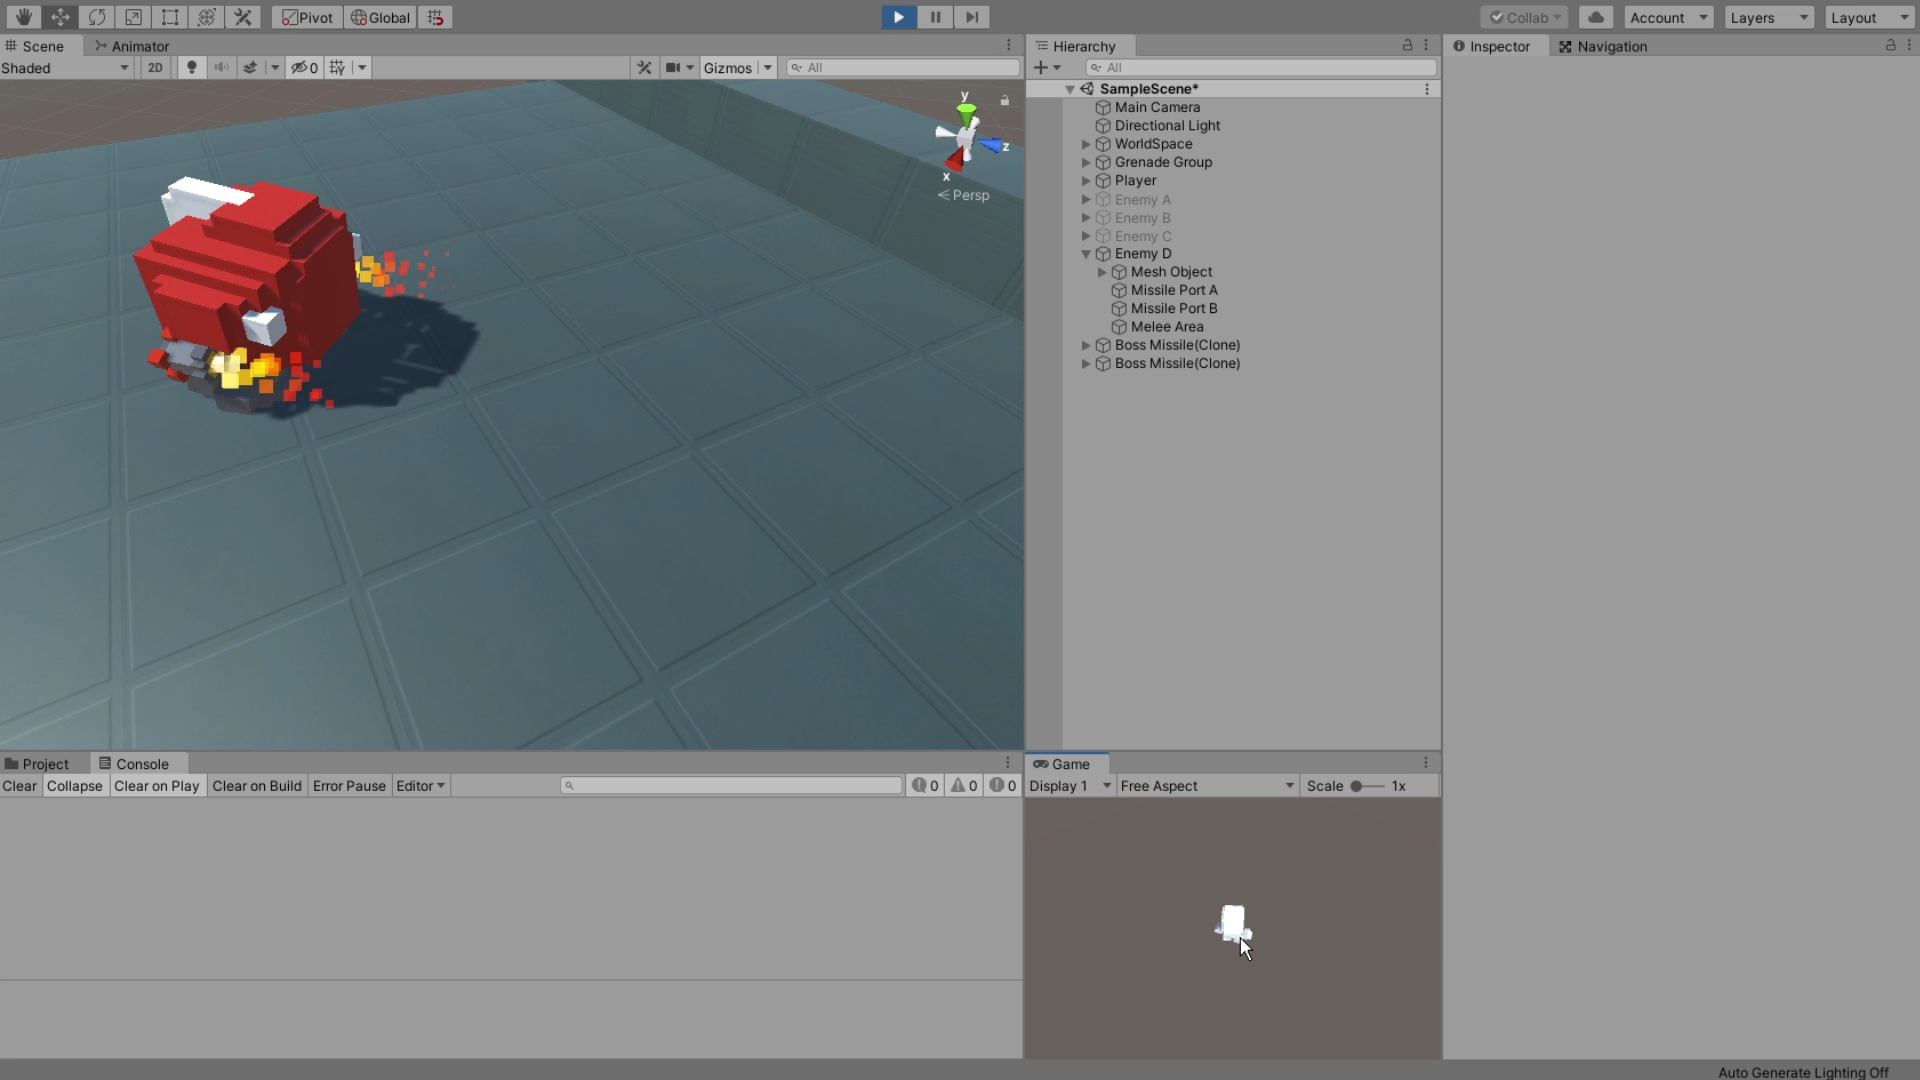 Pivot Global Collab Account Layers Layout
Scene Animator
Shaded 2D 0 Gizmos All
y
z
x
Persp
Hierarchy
All
SampleScene*
Main Camera
Directional Light
WorldSpace
Grenade Group
Player
Enemy A
Enemy B
Enemy C
Enemy D
Mesh Object
Missile Port A
Missile Port B
Melee Area
Boss Missile(Clone)
Boss Missile(Clone)
Inspector Navigation
Project Console
Clear Collapse Clear on Play Clear on Build Error Pause Editor 0 0 0
Game
Display 1 Free Aspect Scale 1x
Auto Generate Lighting Off